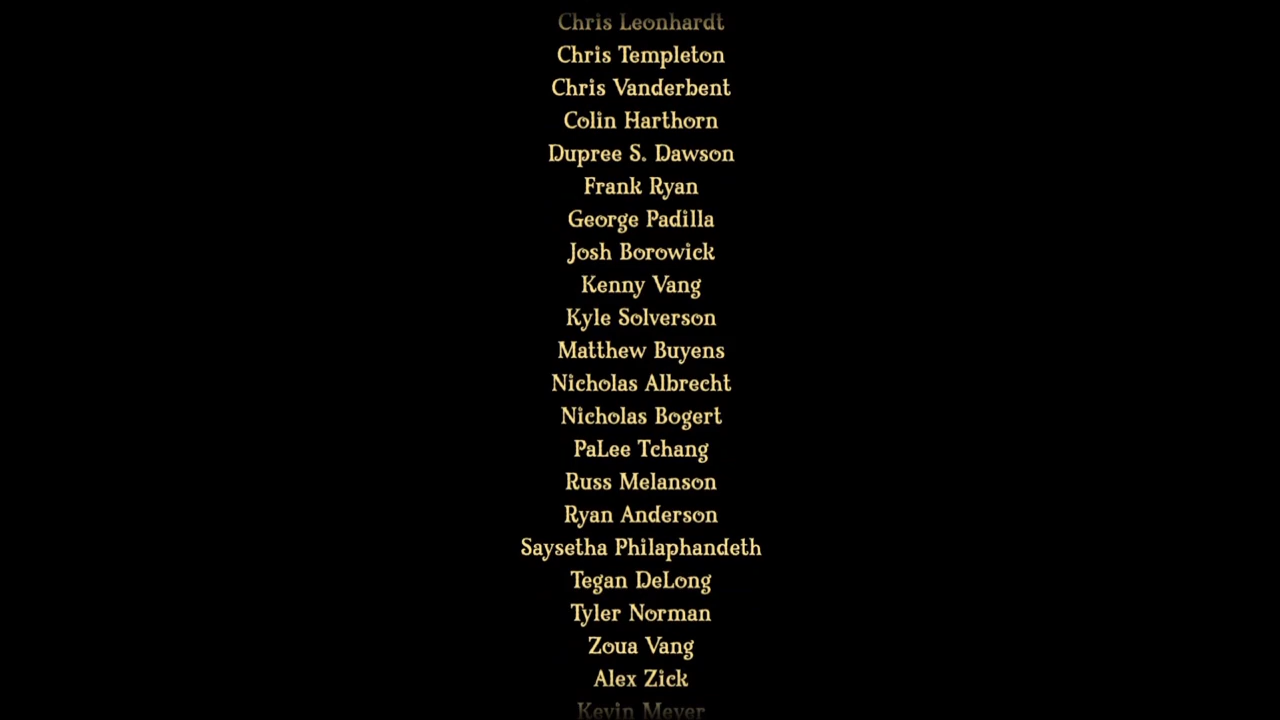 Chris Leonhardt
Chris Templeton
Chris Vanderbent
Colin Harthorn
Dupree S. Dawson
Frank Ryan
George Padilla
Josh Borowick
Kenny Vang
Kyle Solverson
Matthew Buyens
Nicholas Albrecht
Nicholas Bogert
PaLee Tchang
Russ Melanson
Ryan Anderson
Saysetha Philaphandeth
Tegan DeLong
Tyler Norman
Zoua Vang
Alex Zick
Kevin Meyer